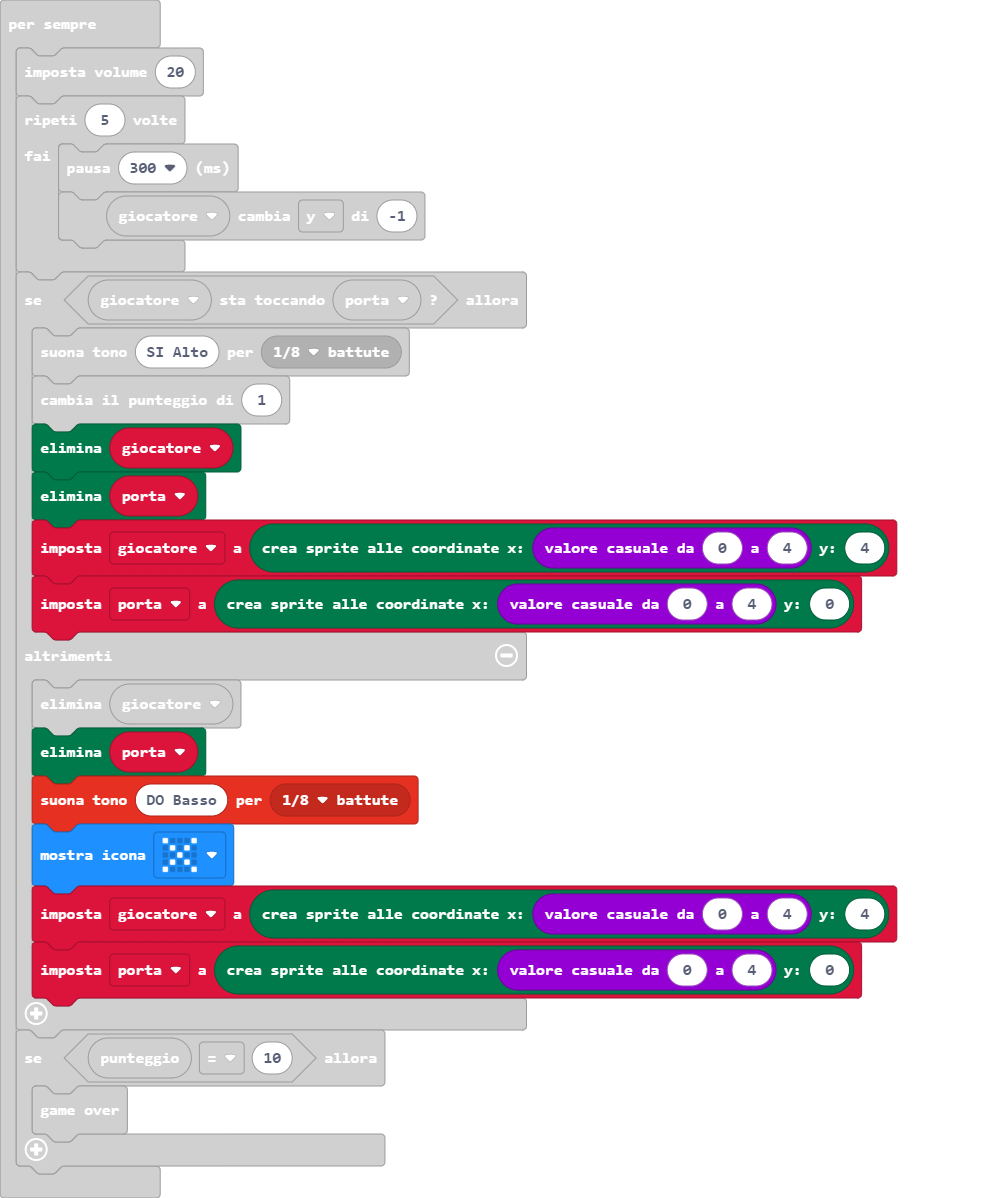 per sempre
imposta volume 20
ripeti 5 volte
fai
pausa 300 (ms)
giocatore cambia y di -1
se giocatore sta toccando porta ? allora
suona tono SI Alto per 1/8 battute
cambia il punteggio di 1
elimina giocatore
elimina porta
imposta giocatore a crea sprite alle coordinate x: valore casuale da 0 a 4 y: 4
imposta porta a crea sprite alle coordinate x: valore casuale da 0 a 4 y: 0
altrimenti
elimina giocatore
elimina porta
suona tono DO Basso per 1/8 battute
mostra icona
imposta giocatore a crea sprite alle coordinate x: valore casuale da 0 a 4 y: 4
imposta porta a crea sprite alle coordinate x: valore casuale da 0 a 4 y: 0
se punteggio = 10 allora
game over